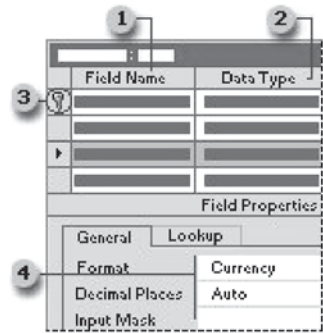 1
2
Field Name Data Type
3
Field Properties
General Lookup
4
Format Currency
Decimal Places Auto
Input Mask